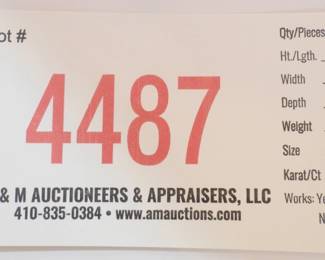 ot #
4487
& M AUCTIONEERS & APPRAISERS, LLC
410-835-0384 • www.amauctions.com
Qty/Pieces
Ht./Lgth.
Width
Depth
Weight
Size
Karat/Ct
Works: Ye
N